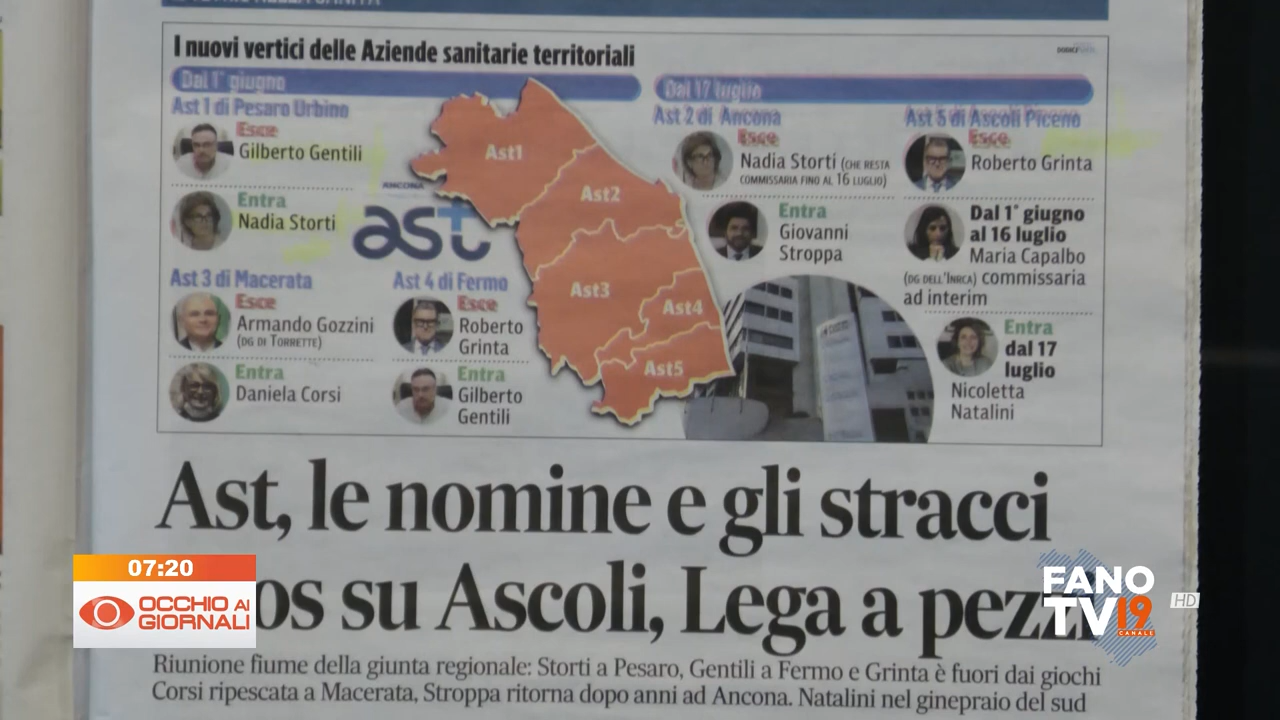 I nuovi vertici delle Aziende sanitarie territoriali
Dal 1° giugno
Ast 1 di Pesaro Urbino
Esce
Gilberto Gentili
Entra
Nadia Storti
ANCONA
ast
Ast 3 di Macerata
Esce
Armando Gozzini
(DG DI TORRETTE)
Entra
Daniela Corsi
Ast 4 di Fermo
Esce
Roberto
Grinta
Entra
Gilberto
Gentili
Ast1
Ast2
Ast3
Ast4
Ast5
Dal 17 luglio
Ast 2 di Ancona
Esce
Nadia Storti (CHE RESTA
COMMISSARIA FINO AL 16 LUGLIO)
Entra
Giovanni
Stroppa
Ast 5 di Ascoli Piceno
Esce
Roberto Grinta
Dal 1° giugno
al 16 luglio
Maria Capalbo
(DG DELL'INRCA) commissaria
ad interim
Entra
dal 17
luglio
Nicoletta
Natalini
Ast, le nomine e gli stracci
os su Ascoli, Lega a pezzi
Riunione fiume della giunta regionale: Storti a Pesaro, Gentili a Fermo e Grinta è fuori dai giochi
Corsi ripescata a Macerata, Stroppa ritorna dopo anni ad Ancona. Natalini nel ginepraio del sud
07:20
OCCHIO AI
GIORNALI
FANO
TV19
CANALE
HD